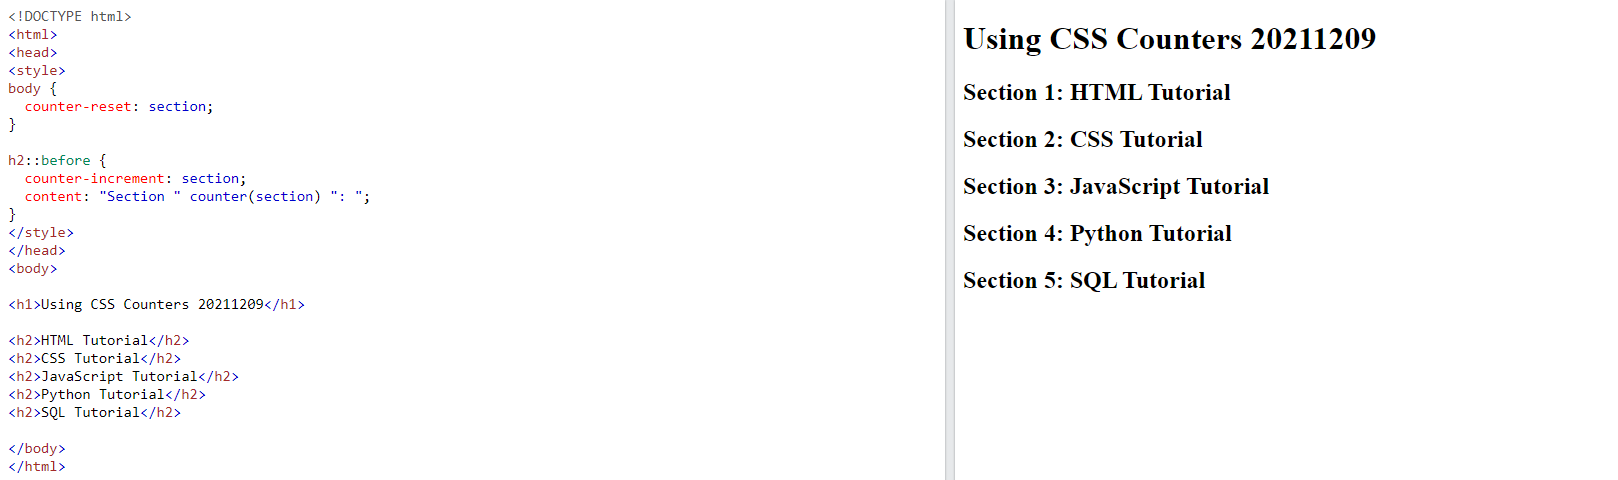 <!DOCTYPE html>
<html>
<head>
<style>
body {
  counter-reset: section;
}

h2::before {
  counter-increment: section;
  content: "Section " counter(section) ": ";
}
</style>
</head>
<body>

<h1>Using CSS Counters 20211209</h1>

<h2>HTML Tutorial</h2>
<h2>CSS Tutorial</h2>
<h2>JavaScript Tutorial</h2>
<h2>Python Tutorial</h2>
<h2>SQL Tutorial</h2>

</body>
</html>
Using CSS Counters 20211209
Section 1: HTML Tutorial
Section 2: CSS Tutorial
Section 3: JavaScript Tutorial
Section 4: Python Tutorial
Section 5: SQL Tutorial